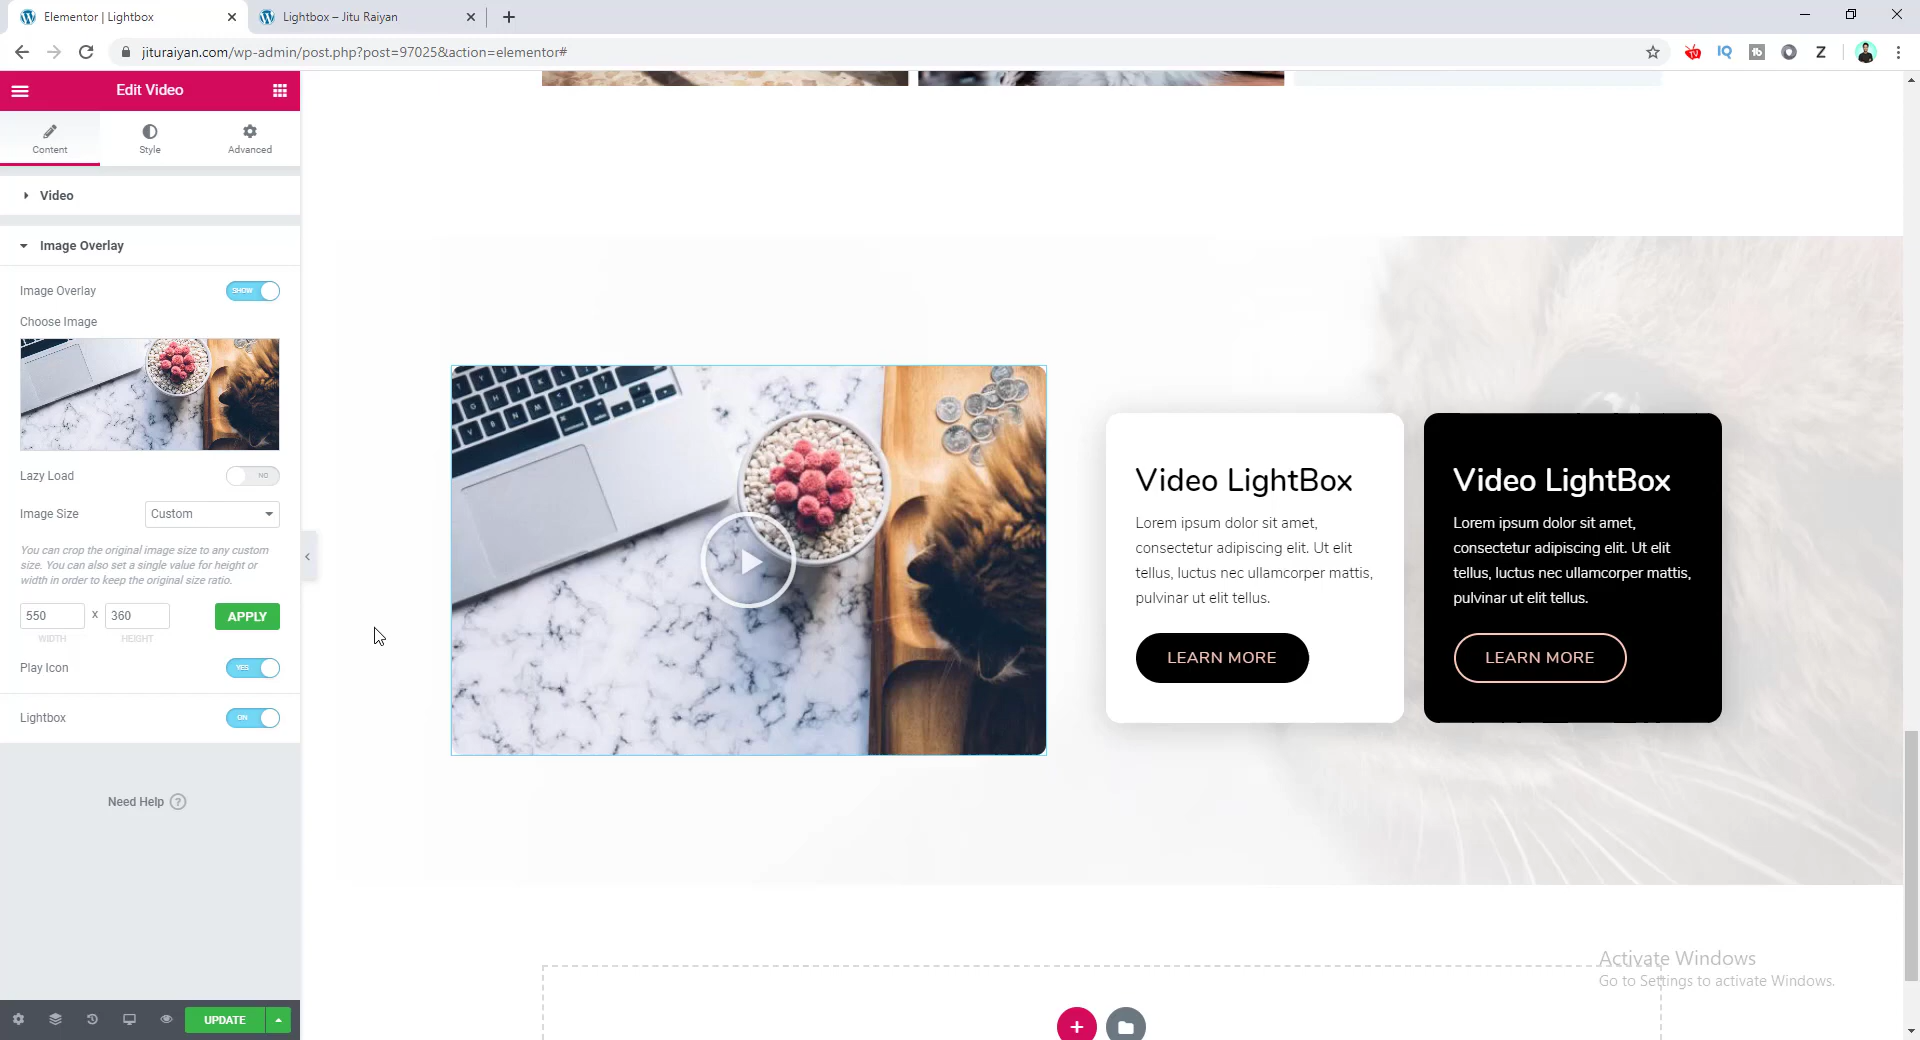 Elementor | Lightbox
Lightbox – Jitu Raiyan
jituraiyan.com/wp-admin/post.php?post=97025&action=elementor#
Edit Video
Content
Style
Advanced
Video
Image Overlay
Image Overlay
SHOW
Choose Image
Lazy Load
NO
Image Size
Custom
You can crop the original image size to any custom
size. You can also set a single value for height or
width in order to keep the original size ratio.
550
x
360
APPLY
WIDTH
HEIGHT
Play Icon
YES
Lightbox
ON
Need Help ?
UPDATE
Video LightBox
Lorem ipsum dolor sit amet,
consectetur adipiscing elit. Ut elit
tellus, luctus nec ullamcorper mattis,
pulvinar ut elit tellus.
LEARN MORE
Video LightBox
Lorem ipsum dolor sit amet,
consectetur adipiscing elit. Ut elit
tellus, luctus nec ullamcorper mattis,
pulvinar ut elit tellus.
LEARN MORE
Activate Windows
Go to Settings to activate Windows.